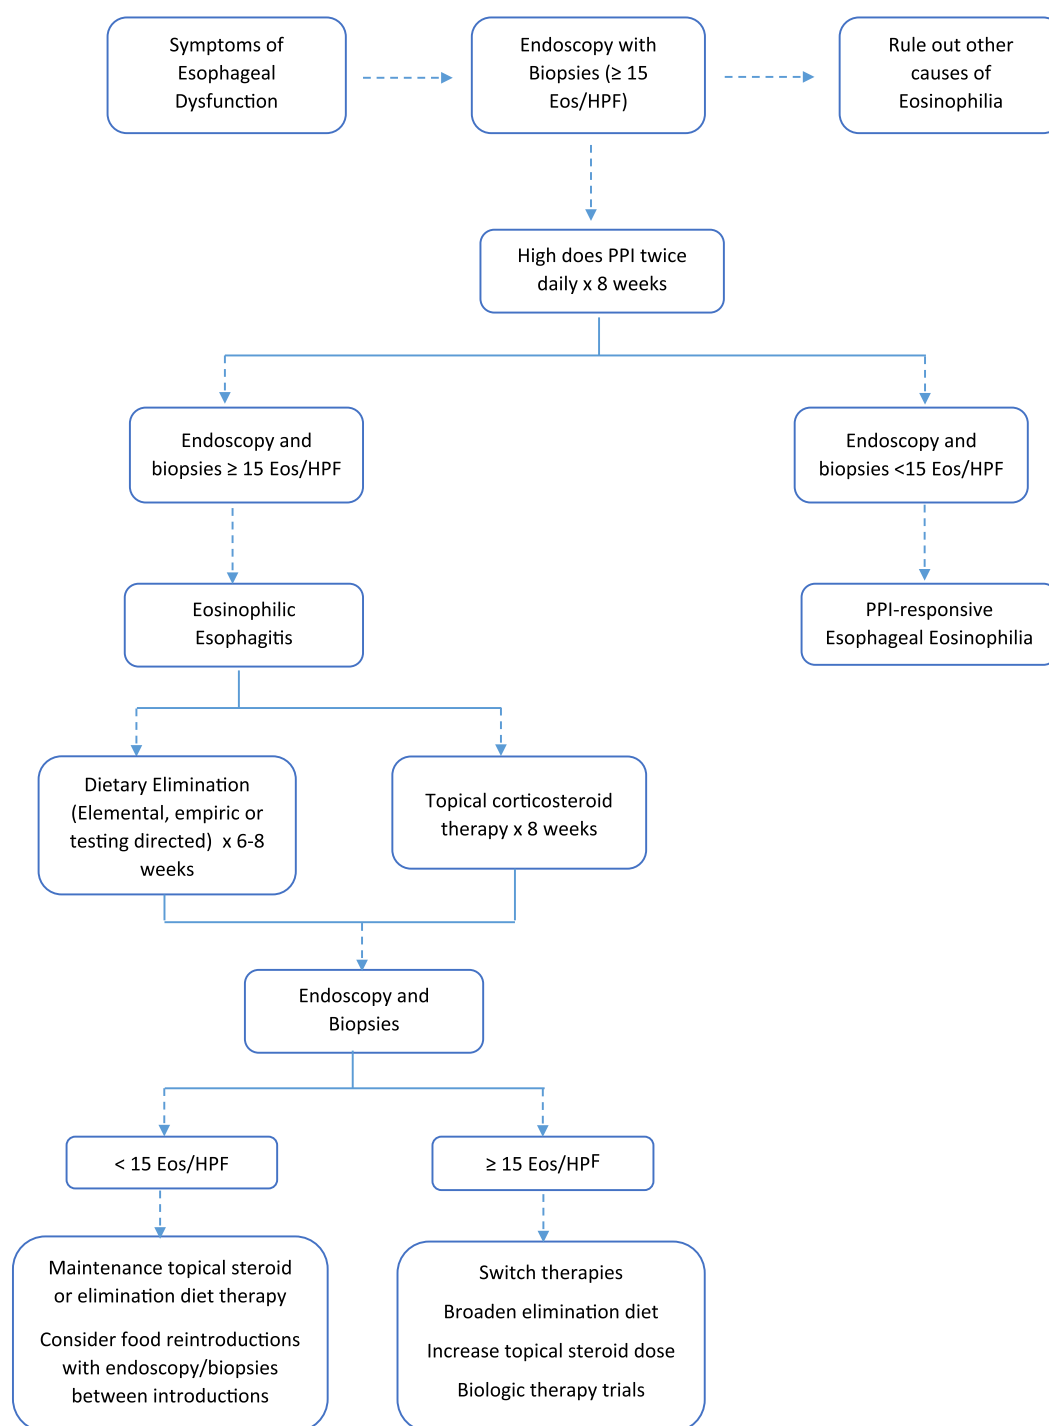 Symptoms of
Esophageal
Dysfunction
Endoscopy with
Biopsies (≥ 15
Eos/HPF)
Rule out other
causes of
Eosinophilia
High does PPI twice
daily x 8 weeks
Endoscopy and
biopsies ≥ 15 Eos/HPF
Endoscopy and
biopsies <15 Eos/HPF
Eosinophilic
Esophagitis
PPI-responsive
Esophageal Eosinophilia
Dietary Elimination
(Elemental, empiric or
testing directed)  x 6-8
weeks
Topical corticosteroid
therapy x 8 weeks
Endoscopy and
Biopsies
< 15 Eos/HPF
≥ 15 Eos/HPF
Maintenance topical steroid
or elimination diet therapy
Consider food reintroductions
with endoscopy/biopsies
between introductions
Switch therapies
Broaden elimination diet
Increase topical steroid dose
Biologic therapy trials